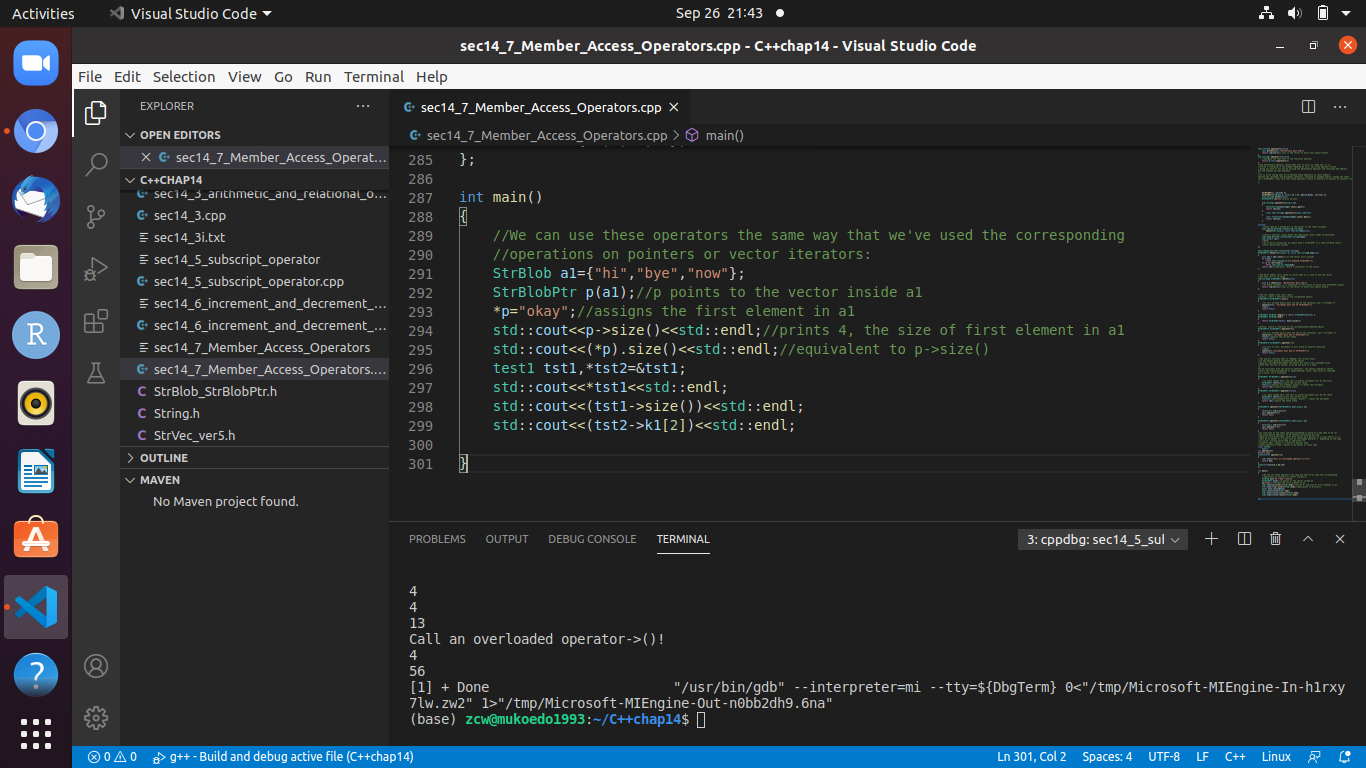 Activities
Visual Studio Code
Sep 26 21:43
sec14_7_Member_Access_Operators.cpp - C++chap14 - Visual Studio Code
File Edit Selection View Go Run Terminal Help
EXPLORER
OPEN EDITORS
sec14_7_Member_Access_Operat...
C++CHAP14
sec14_3_arithmetic_and_relational_o...
sec14_3.cpp
sec14_3i.txt
sec14_5_subscript_operator
sec14_5_subscript_operator.cpp
sec14_6_increment_and_decrement_...
sec14_6_increment_and_decrement_...
sec14_7_Member_Access_Operators
sec14_7_Member_Access_Operators....
StrBlob_StrBlobPtr.h
String.h
StrVec_ver5.h
OUTLINE
MAVEN
No Maven project found.
sec14_7_Member_Access_Operators.cpp
sec14_7_Member_Access_Operators.cpp > main()
285 };
286
287 int main()
288 {
289 //We can use these operators the same way that we've used the corresponding
290 //operations on pointers or vector iterators:
291 StrBlob a1={"hi","bye","now"};
292 StrBlobPtr p(a1);//p points to the vector inside a1
293 *p="okay";//assigns the first element in a1
294 std::cout<<p->size()<<std::endl;//prints 4, the size of first element in a1
295 std::cout<<(*p).size()<<std::endl;//equivalent to p->size()
296 test1 tst1,*tst2=&tst1;
297 std::cout<<*tst1<<std::endl;
298 std::cout<<(tst1->size())<<std::endl;
299 std::cout<<(tst2->k1[2])<<std::endl;
300
301 }
PROBLEMS OUTPUT DEBUG CONSOLE TERMINAL
3: cppdbg: sec14_5_sul
4
4
13
Call an overloaded operator->()!
4
56
[1] + Done "/usr/bin/gdb" --interpreter=mi --tty=${DbgTerm} 0<"/tmp/Microsoft-MIEngine-In-h1rxy
7lw.zw2" 1>"/tmp/Microsoft-MIEngine-Out-n0bb2dh9.6na"
(base) zcw@mukoedo1993:~/C++chap14$
0 0 g++ - Build and debug active file (C++chap14)
Ln 301, Col 2 Spaces: 4 UTF-8 LF C++ Linux